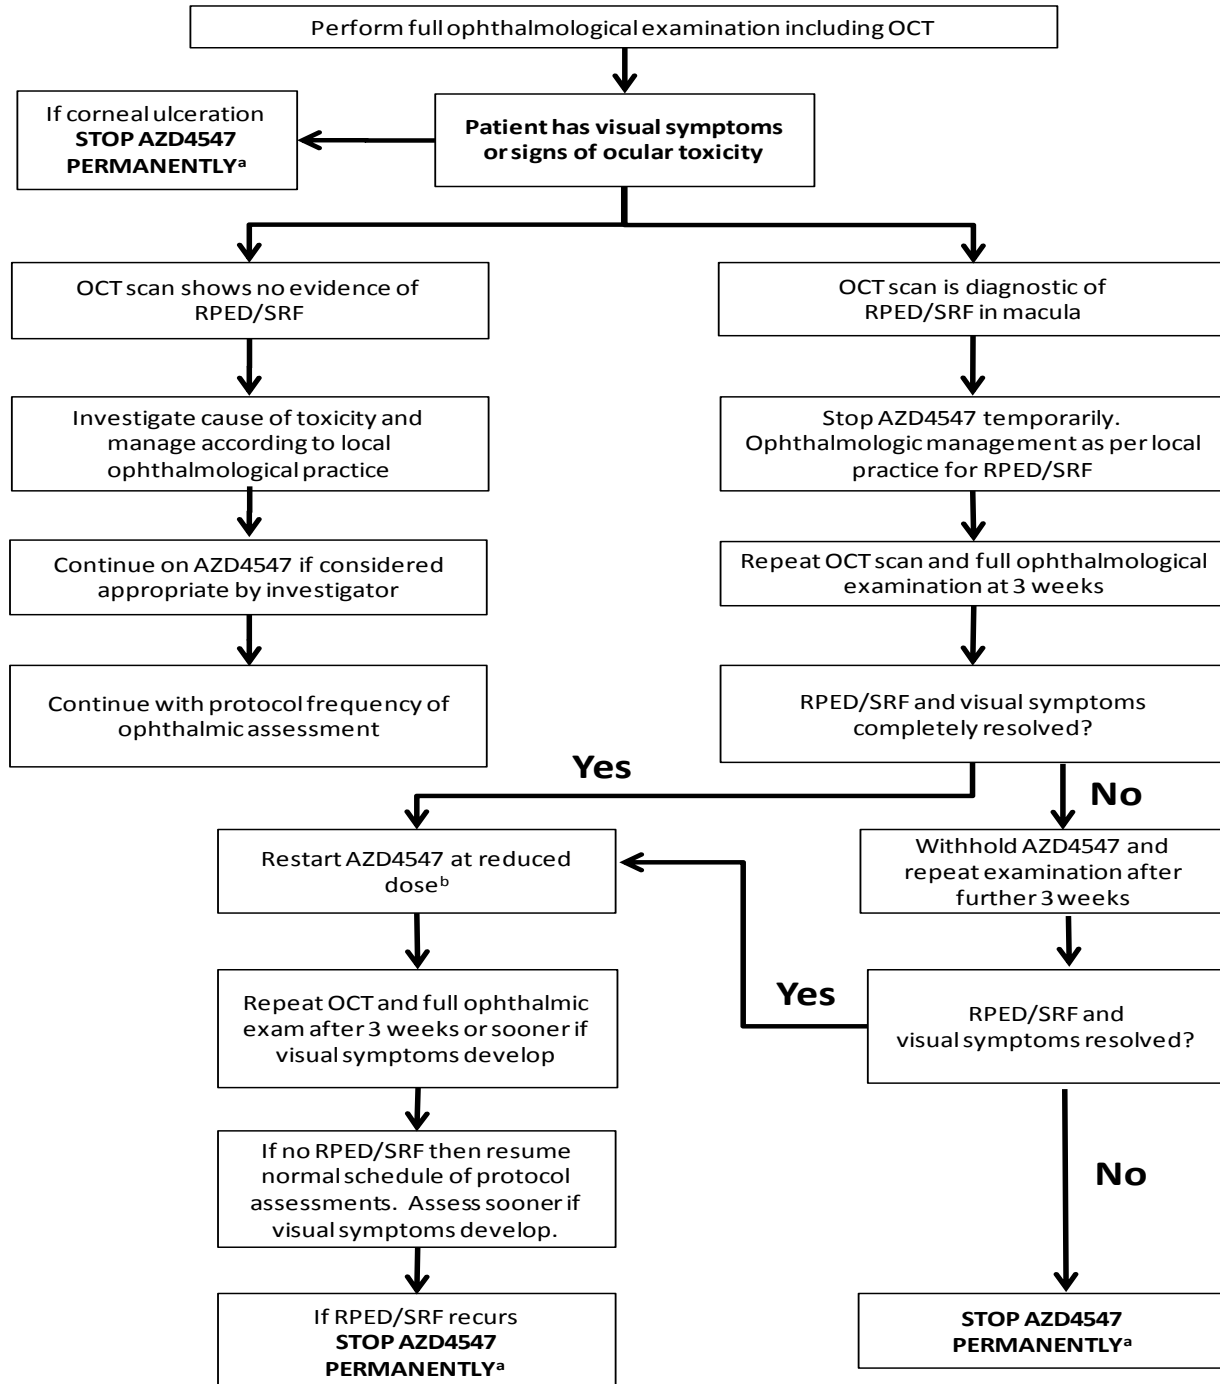 Perform full ophthalmological examination including OCT
If corneal ulceration
STOP AZD4547
PERMANENTLYᵃ
Patient has visual symptoms
or signs of ocular toxicity
OCT scan shows no evidence of
RPED/SRF
OCT scan is diagnostic of
RPED/SRF in macula
Investigate cause of toxicity and
manage according to local
ophthalmological practice
Stop AZD4547 temporarily.
Ophthalmologic management as per local
practice for RPED/SRF
Continue on AZD4547 if considered
appropriate by investigator
Repeat OCT scan and full ophthalmological
examination at 3 weeks
Continue with protocol frequency of
ophthalmic assessment
RPED/SRF and visual symptoms
completely resolved?
Yes
No
Restart AZD4547 at reduced
doseᵇ
Withhold AZD4547 and
repeat examination after
further 3 weeks
Repeat OCT and full ophthalmic
exam after 3 weeks or sooner if
visual symptoms develop
Yes
RPED/SRF and
visual symptoms resolved?
If no RPED/SRF then resume
normal schedule of protocol
assessments. Assess sooner if
visual symptoms develop.
No
If RPED/SRF recurs
STOP AZD4547
PERMANENTLYᵃ
STOP AZD4547
PERMANENTLYᵃ